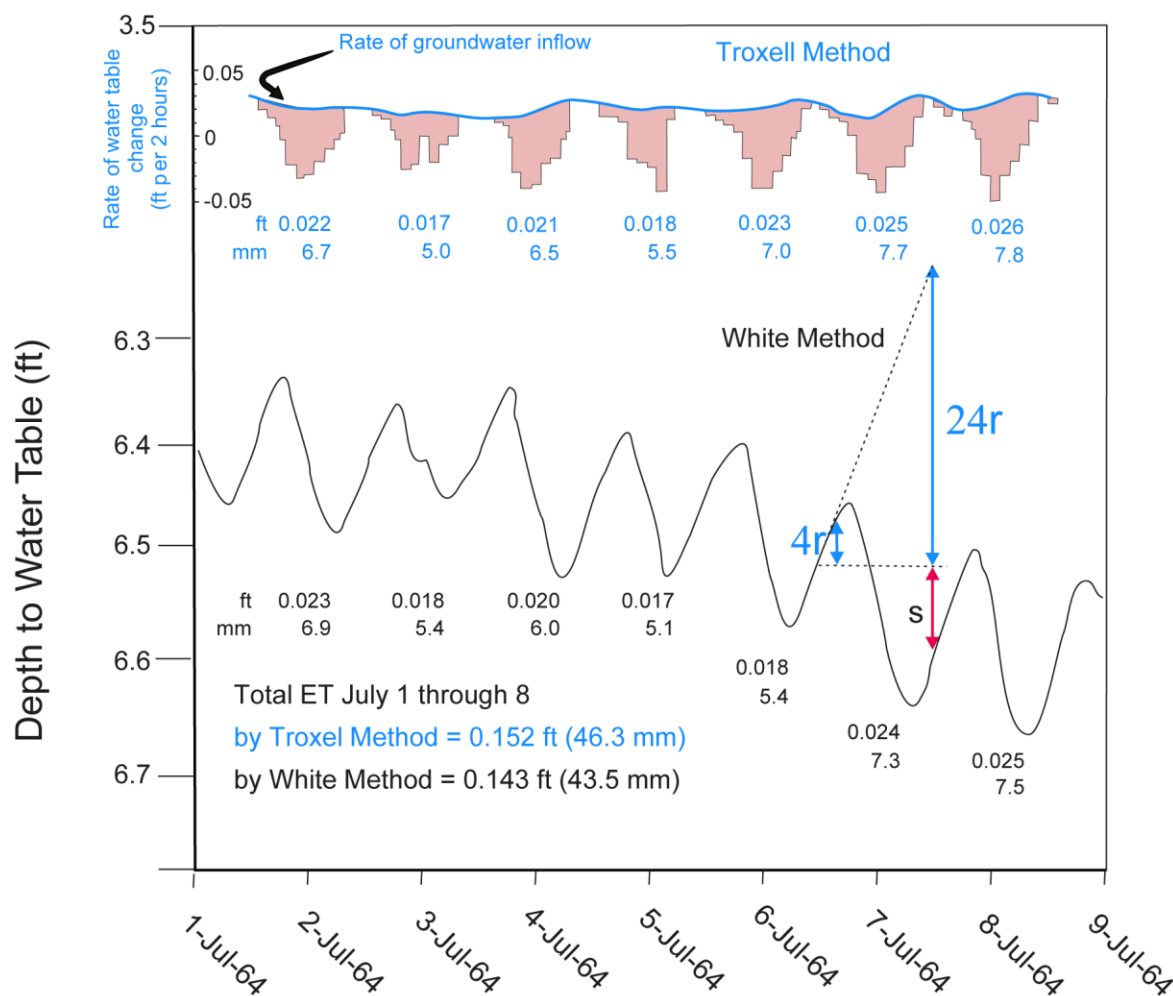 3.5
Rate of groundwater inflow
Troxell Method
Rate of water table
change
(ft per 2 hours)
0.05
0
-0.05
ft 0.022 0.017 0.021 0.018 0.023 0.025 0.026
mm 6.7 5.0 6.5 5.5 7.0 7.7 7.8
Depth to Water Table (ft)
6.3
6.4
6.5
6.6
6.7
White Method
24r
4r
s
ft 0.023 0.018 0.020 0.017
mm 6.9 5.4 6.0 5.1
0.018
5.4
0.024
7.3
0.025
7.5
Total ET July 1 through 8
by Troxel Method = 0.152 ft (46.3 mm)
by White Method = 0.143 ft (43.5 mm)
1-Jul-64
2-Jul-64
3-Jul-64
4-Jul-64
5-Jul-64
6-Jul-64
7-Jul-64
8-Jul-64
9-Jul-64